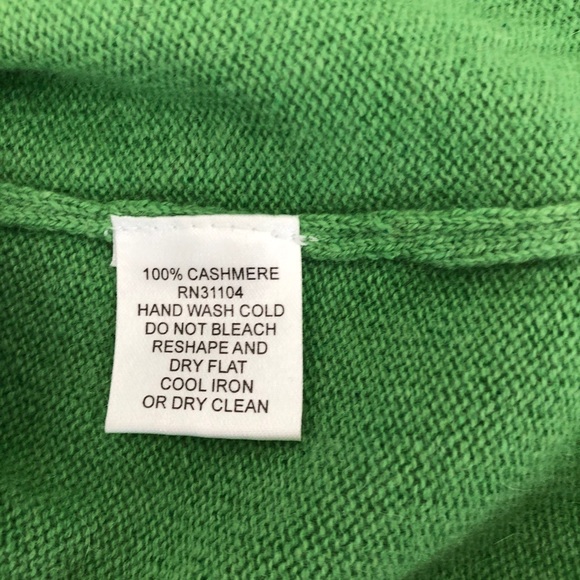 100% CASHMERE
RN31104
HAND WASH COLD
DO NOT BLEACH
RESHAPE AND
DRY FLAT
COOL IRON
OR DRY CLEAN